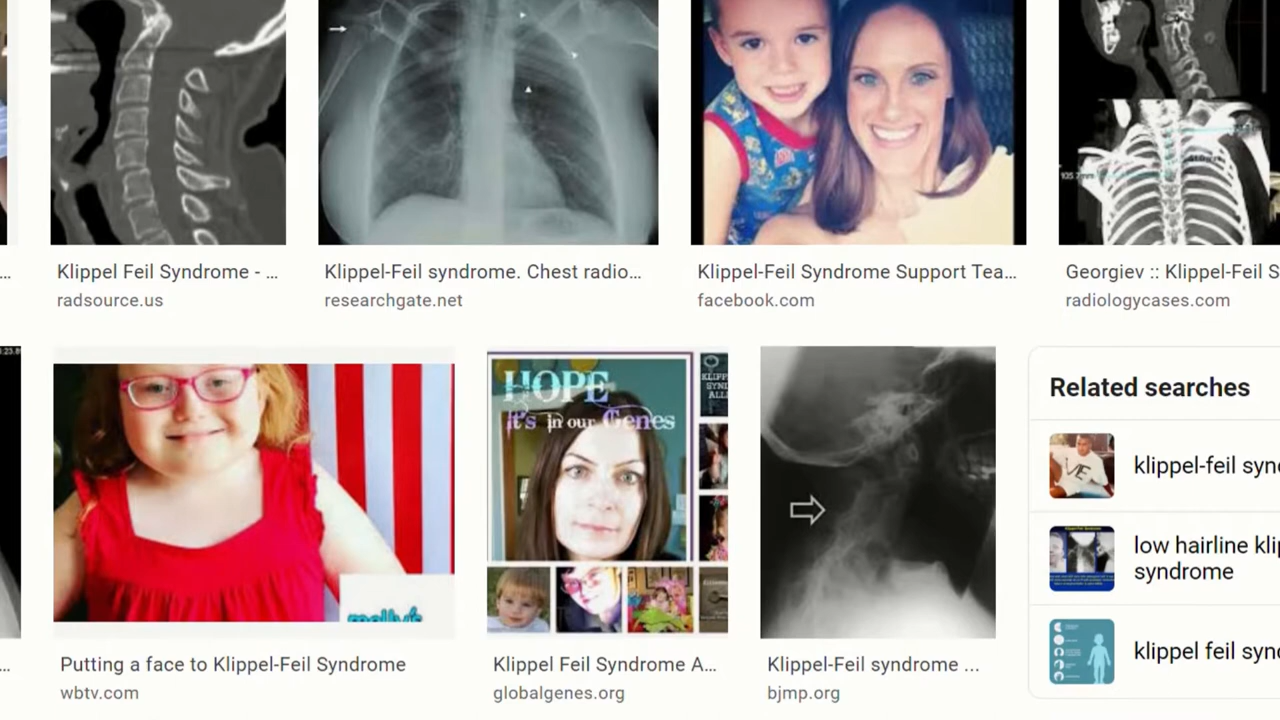 Klippel Feil Syndrome - ...
radsource.us
Klippel-Feil syndrome. Chest radio...
researchgate.net
Klippel-Feil Syndrome Support Tea...
facebook.com
Georgiev :: Klippel-Feil S
radiologycases.com
HOPE
it's in our Genes
Related searches
klippel-feil syn
low hairline kli
syndrome
klippel feil syn
Putting a face to Klippel-Feil Syndrome
wbtv.com
Klippel Feil Syndrome A...
globalgenes.org
Klippel-Feil syndrome ...
bjmp.org